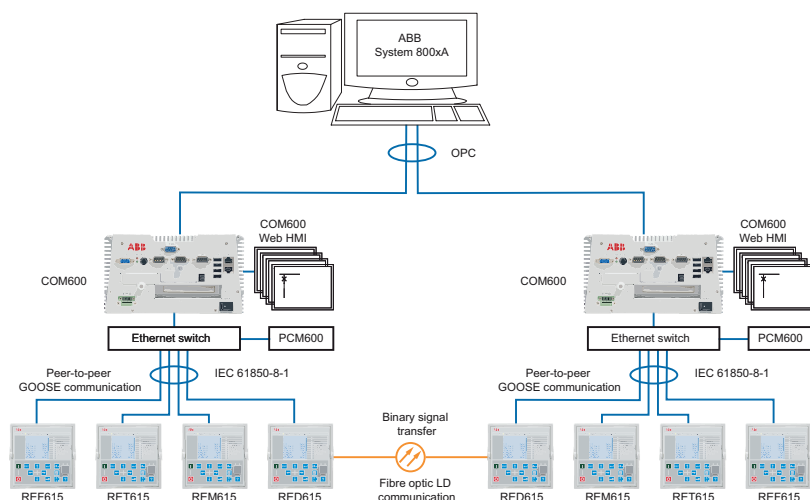 ABB
System 800xA
OPC
COM600
Web HMI
ABB
COM600
COM600
Web HMI
ABB
COM600
Ethernet switch
PCM600
Ethernet switch
PCM600
Peer-to-peer
GOOSE communication
IEC 61850-8-1
Peer-to-peer
GOOSE communication
IEC 61850-8-1
Binary signal
transfer
Fibre optic LD
communication
REF615
RET615
REM615
RED615
RED615
REM615
RET615
REF615